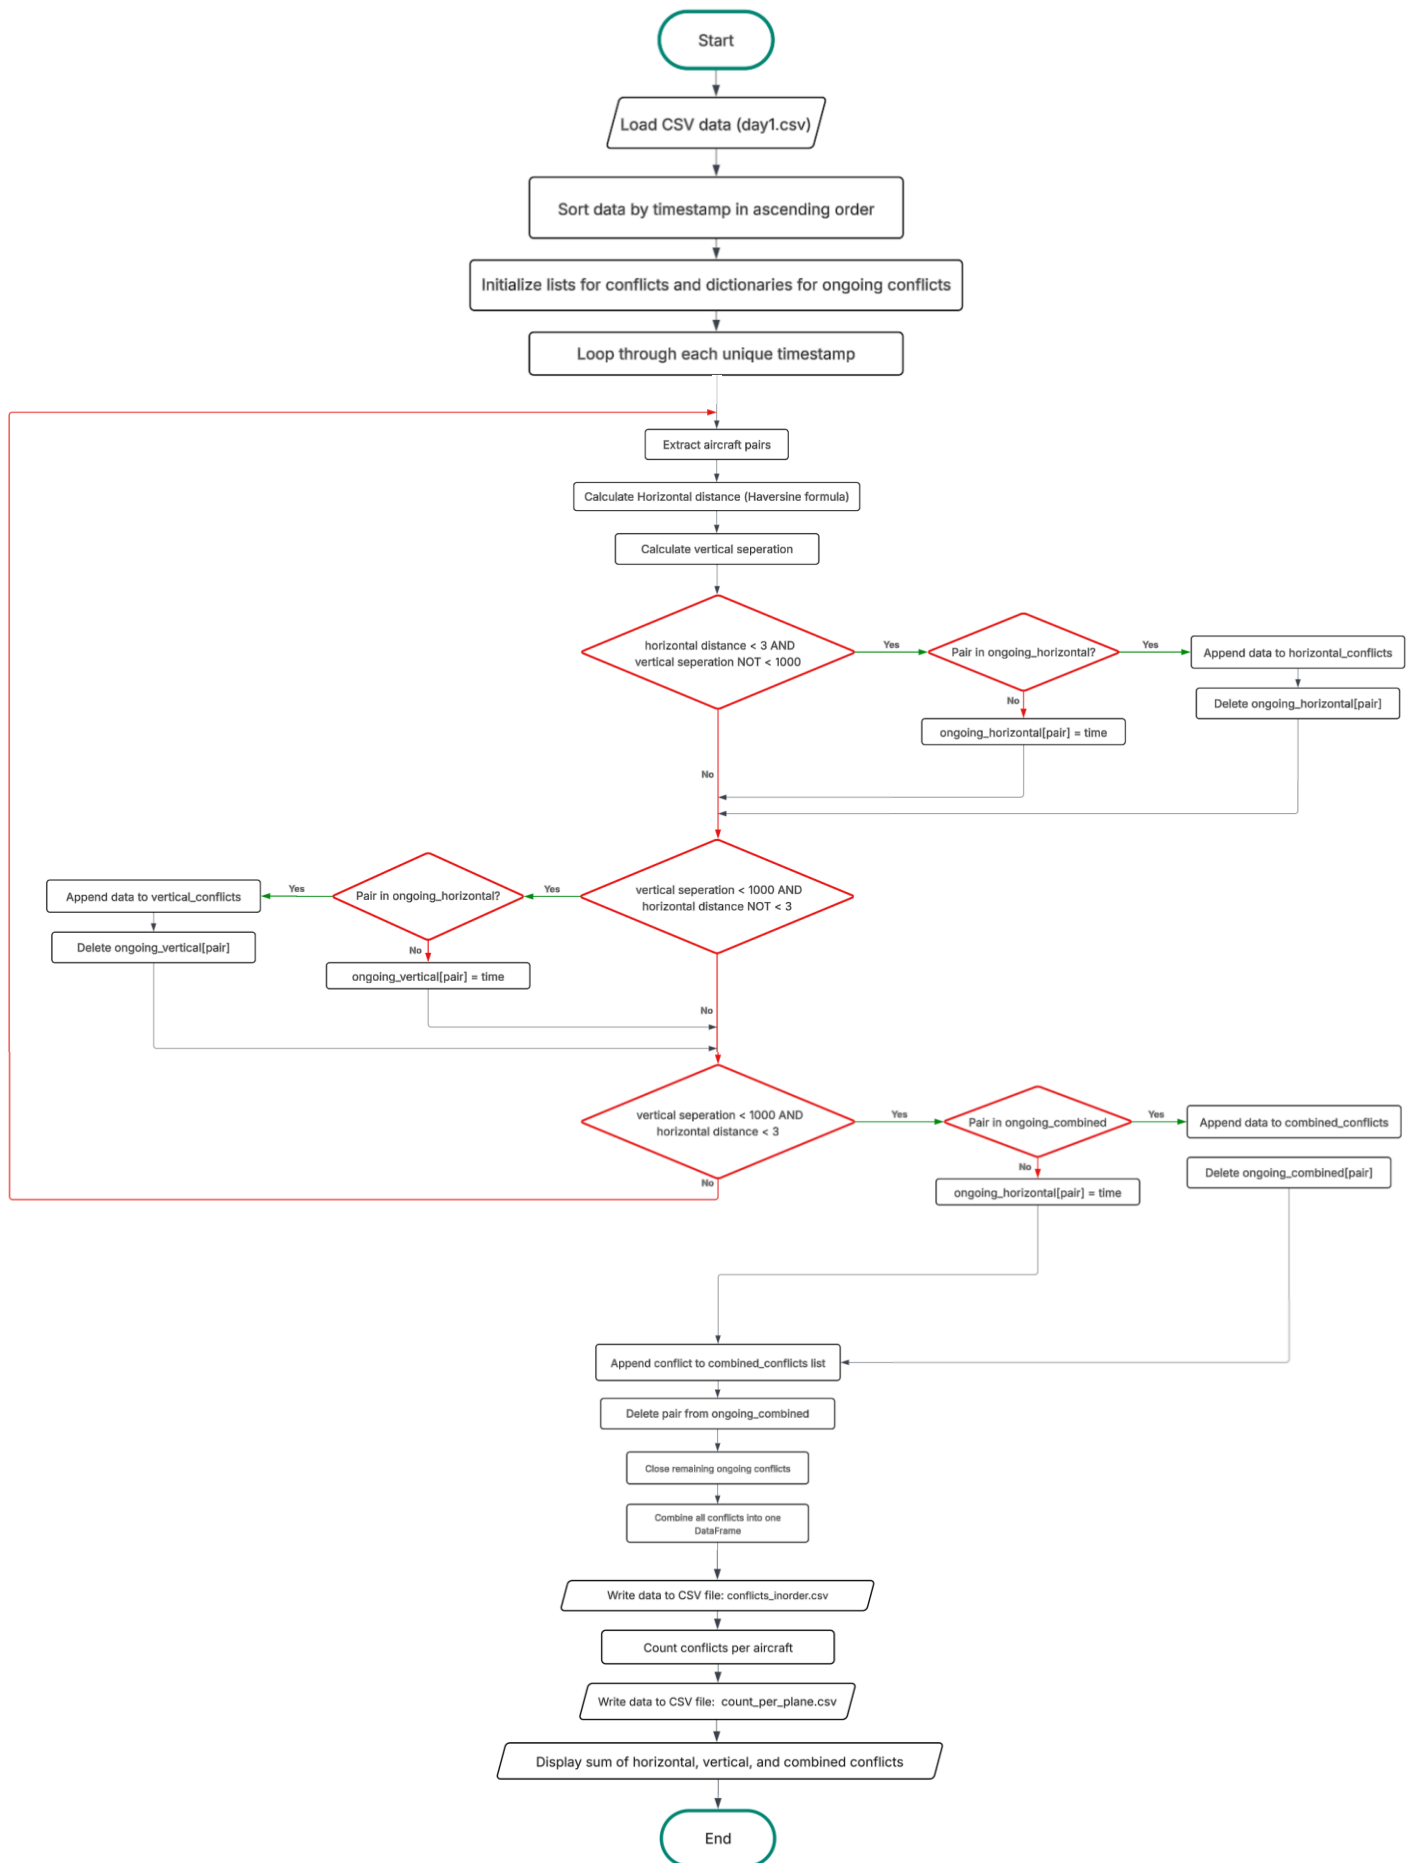 Start
Load CSV data (day1.csv)
Sort data by timestamp in ascending order
Initialize lists for conflicts and dictionaries for ongoing conflicts
Loop through each unique timestamp
Extract aircraft pairs
Calculate Horizontal distance (Haversine formula)
Calculate vertical seperation
horizontal distance < 3 AND
vertical seperation NOT < 1000
Yes
Pair in ongoing_horizontal?
Yes
Append data to horizontal_conflicts
Delete ongoing_horizontal[pair]
No
ongoing_horizontal[pair] = time
No
vertical seperation < 1000 AND
horizontal distance NOT < 3
Yes
Pair in ongoing_horizontal?
Yes
Append data to vertical_conflicts
Delete ongoing_vertical[pair]
No
ongoing_vertical[pair] = time
No
vertical seperation < 1000 AND
horizontal distance < 3
Yes
Pair in ongoing_combined
Yes
Append data to combined_conflicts
Delete ongoing_combined[pair]
No
ongoing_horizontal[pair] = time
No
Append conflict to combined_conflicts list
Delete pair from ongoing_combined
Close remaining ongoing conflicts
Combine all conflicts into one
DataFrame
Write data to CSV file: conflicts_inorder.csv
Count conflicts per aircraft
Write data to CSV file: count_per_plane.csv
Display sum of horizontal, vertical, and combined conflicts
End